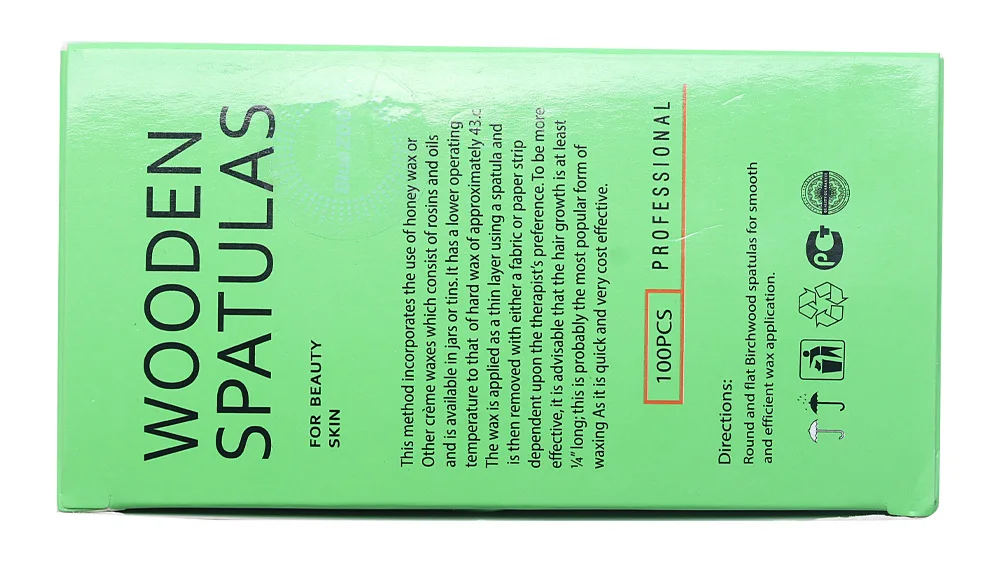 WOODEN
SPATULAS
FOR BEAUTY
SKIN
This method incorporates the use of honey wax or
Other crème waxes which consist of rosins and oils
and is available in jars or tins. It has a lower operating
temperature to that of hard wax of approximately 43.c
The wax is applied as a thin layer using a spatula and
is then removed with either a fabric or paper strip
dependent upon the therapist's preference. To be more
effective, it is advisable that the hair growth is at least
¼" long; this is probably the most popular form of
waxing As it is quick and very cost effective.
100PCS PROFESSIONAL
Directions:
Round and flat Birchwood spatulas for smooth
and efficient wax application.